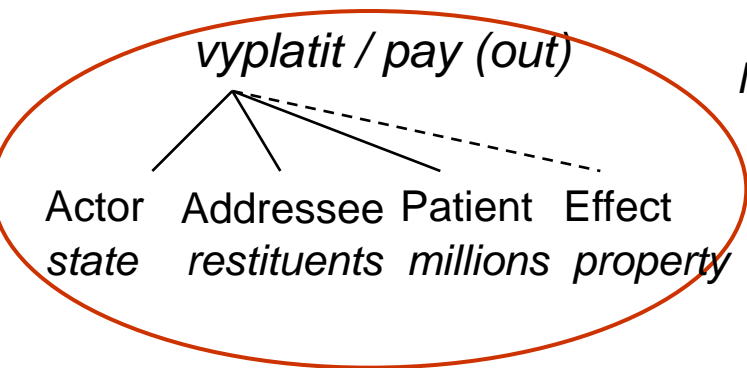 vyplatit / pay (out)
Actor Addressee Patient Effect
state restituents millions property